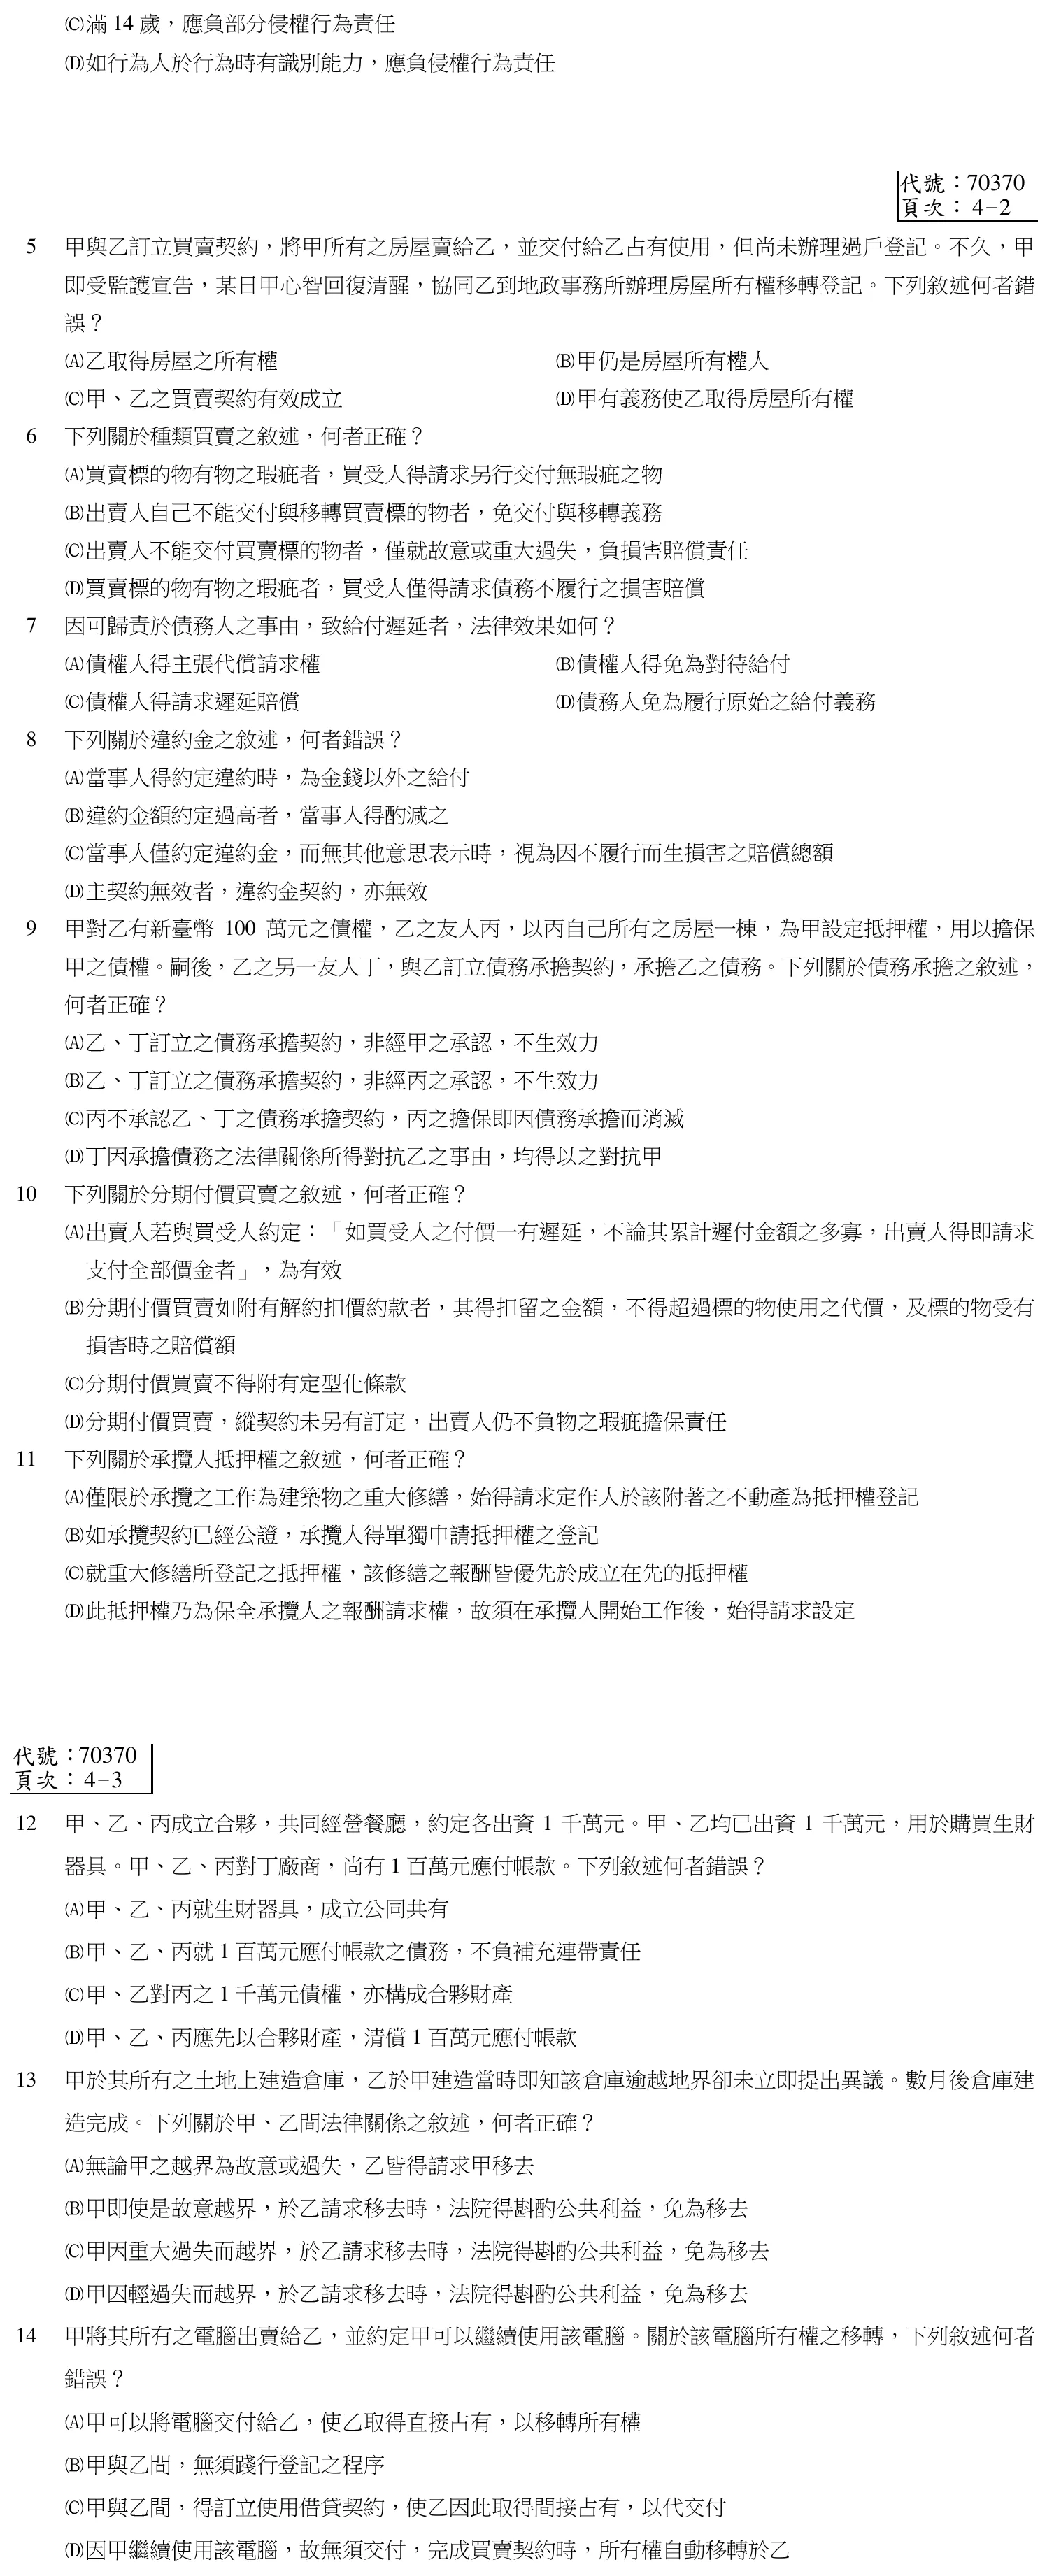 (C)滿 14 歲，應負部分侵權行為責任
(D)如行為人於行為時有識別能力，應負侵權行為責任
代號：70370
頁次：4-2
5 甲與乙訂立買賣契約，將甲所有之房屋賣給乙，並交付給乙占有使用，但尚未辦理過戶登記。不久，甲
即受監護宣告，某日甲心智回復清醒，協同乙到地政事務所辦理房屋所有權移轉登記。下列敘述何者錯
誤？
(A)乙取得房屋之所有權 (B)甲仍是房屋所有權人
(C)甲、乙之買賣契約有效成立 (D)甲有義務使乙取得房屋所有權
6 下列關於種類買賣之敘述，何者正確？
(A)買賣標的物有物之瑕疵者，買受人得請求另行交付無瑕疵之物
(B)出賣人自己不能交付與移轉買賣標的物者，免交付與移轉義務
(C)出賣人不能交付買賣標的物者，僅就故意或重大過失，負損害賠償責任
(D)買賣標的物有物之瑕疵者，買受人僅得請求債務不履行之損害賠償
7 因可歸責於債務人之事由，致給付遲延者，法律效果如何？
(A)債權人得主張代償請求權 (B)債權人得免為對待給付
(C)債權人得請求遲延賠償 (D)債務人免為履行原始之給付義務
8 下列關於違約金之敘述，何者錯誤？
(A)當事人得約定違約時，為金錢以外之給付
(B)違約金額約定過高者，當事人得酌減之
(C)當事人僅約定違約金，而無其他意思表示時，視為因不履行而生損害之賠償總額
(D)主契約無效者，違約金契約，亦無效
9 甲對乙有新臺幣 100 萬元之債權，乙之友人丙，以丙自己所有之房屋一棟，為甲設定抵押權，用以擔保
甲之債權。嗣後，乙之另一友人丁，與乙訂立債務承擔契約，承擔乙之債務。下列關於債務承擔之敘述，
何者正確？
(A)乙、丁訂立之債務承擔契約，非經甲之承認，不生效力
(B)乙、丁訂立之債務承擔契約，非經丙之承認，不生效力
(C)丙不承認乙、丁之債務承擔契約，丙之擔保即因債務承擔而消滅
(D)丁因承擔債務之法律關係所得對抗乙之事由，均得以之對抗甲
10 下列關於分期付價買賣之敘述，何者正確？
(A)出賣人若與買受人約定：「如買受人之付價一有遲延，不論其累計遲付金額之多寡，出賣人得即請求
支付全部價金者」，為有效
(B)分期付價買賣如附有解約扣價約款者，其得扣留之金額，不得超過標的物使用之代價，及標的物受有
損害時之賠償額
(C)分期付價買賣不得附有定型化條款
(D)分期付價買賣，縱契約未另有訂定，出賣人仍不負物之瑕疵擔保責任
11 下列關於承攬人抵押權之敘述，何者正確？
(A)僅限於承攬之工作為建築物之重大修繕，始得請求定作人於該附著之不動產為抵押權登記
(B)如承攬契約已經公證，承攬人得單獨申請抵押權之登記
(C)就重大修繕所登記之抵押權，該修繕之報酬皆優先於成立在先的抵押權
(D)此抵押權乃為保全承攬人之報酬請求權，故須在承攬人開始工作後，始得請求設定
代號：70370
頁次：4-3
12 甲、乙、丙成立合夥，共同經營餐廳，約定各出資 1 千萬元。甲、乙均已出資 1 千萬元，用於購買生財
器具。甲、乙、丙對丁廠商，尚有 1 百萬元應付帳款。下列敘述何者錯誤？
(A)甲、乙、丙就生財器具，成立公同共有
(B)甲、乙、丙就 1 百萬元應付帳款之債務，不負補充連帶責任
(C)甲、乙對丙之 1 千萬元債權，亦構成合夥財產
(D)甲、乙、丙應先以合夥財產，清償 1 百萬元應付帳款
13 甲於其所有之土地上建造倉庫，乙於甲建造當時即知該倉庫逾越地界卻未立即提出異議。數月後倉庫建
造完成。下列關於甲、乙間法律關係之敘述，何者正確？
(A)無論甲之越界為故意或過失，乙皆得請求甲移去
(B)甲即使是故意越界，於乙請求移去時，法院得斟酌公共利益，免為移去
(C)甲因重大過失而越界，於乙請求移去時，法院得斟酌公共利益，免為移去
(D)甲因輕過失而越界，於乙請求移去時，法院得斟酌公共利益，免為移去
14 甲將其所有之電腦出賣給乙，並約定甲可以繼續使用該電腦。關於該電腦所有權之移轉，下列敘述何者
錯誤？
(A)甲可以將電腦交付給乙，使乙取得直接占有，以移轉所有權
(B)甲與乙間，無須踐行登記之程序
(C)甲與乙間，得訂立使用借貸契約，使乙因此取得間接占有，以代交付
(D)因甲繼續使用該電腦，故無須交付，完成買賣契約時，所有權自動移轉於乙